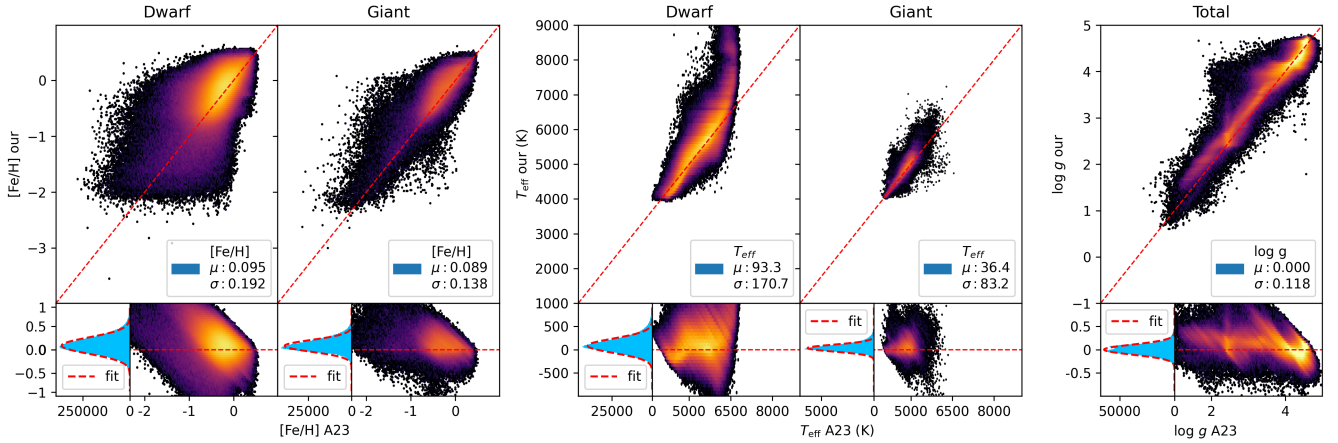 Dwarf
Giant
Dwarf
Giant
Total
0
−1
−2
−3
[Fe/H] our
[Fe/H]
μ : 0.095
σ : 0.192
[Fe/H]
μ : 0.089
σ : 0.138
9000
8000
7000
6000
5000
4000
3000
2000
T_eff our (K)
T_eff
μ : 93.3
σ : 170.7
T_eff
μ : 36.4
σ : 83.2
5
4
3
2
1
0
−1
log g our
log g
μ : 0.000
σ : 0.118
1
0.5
0.0
−0.5
−1
fit
fit
1000
500
0
-500
fit
fit
0.5
0.0
−0.5
fit
250000
0
-2
-1
0
25000
0
-2
-1
0
[Fe/H] A23
25000
0
5000
6500
8000
5000
0
5000
6500
8000
T_eff A23 (K)
50000
0
2
4
log g A23